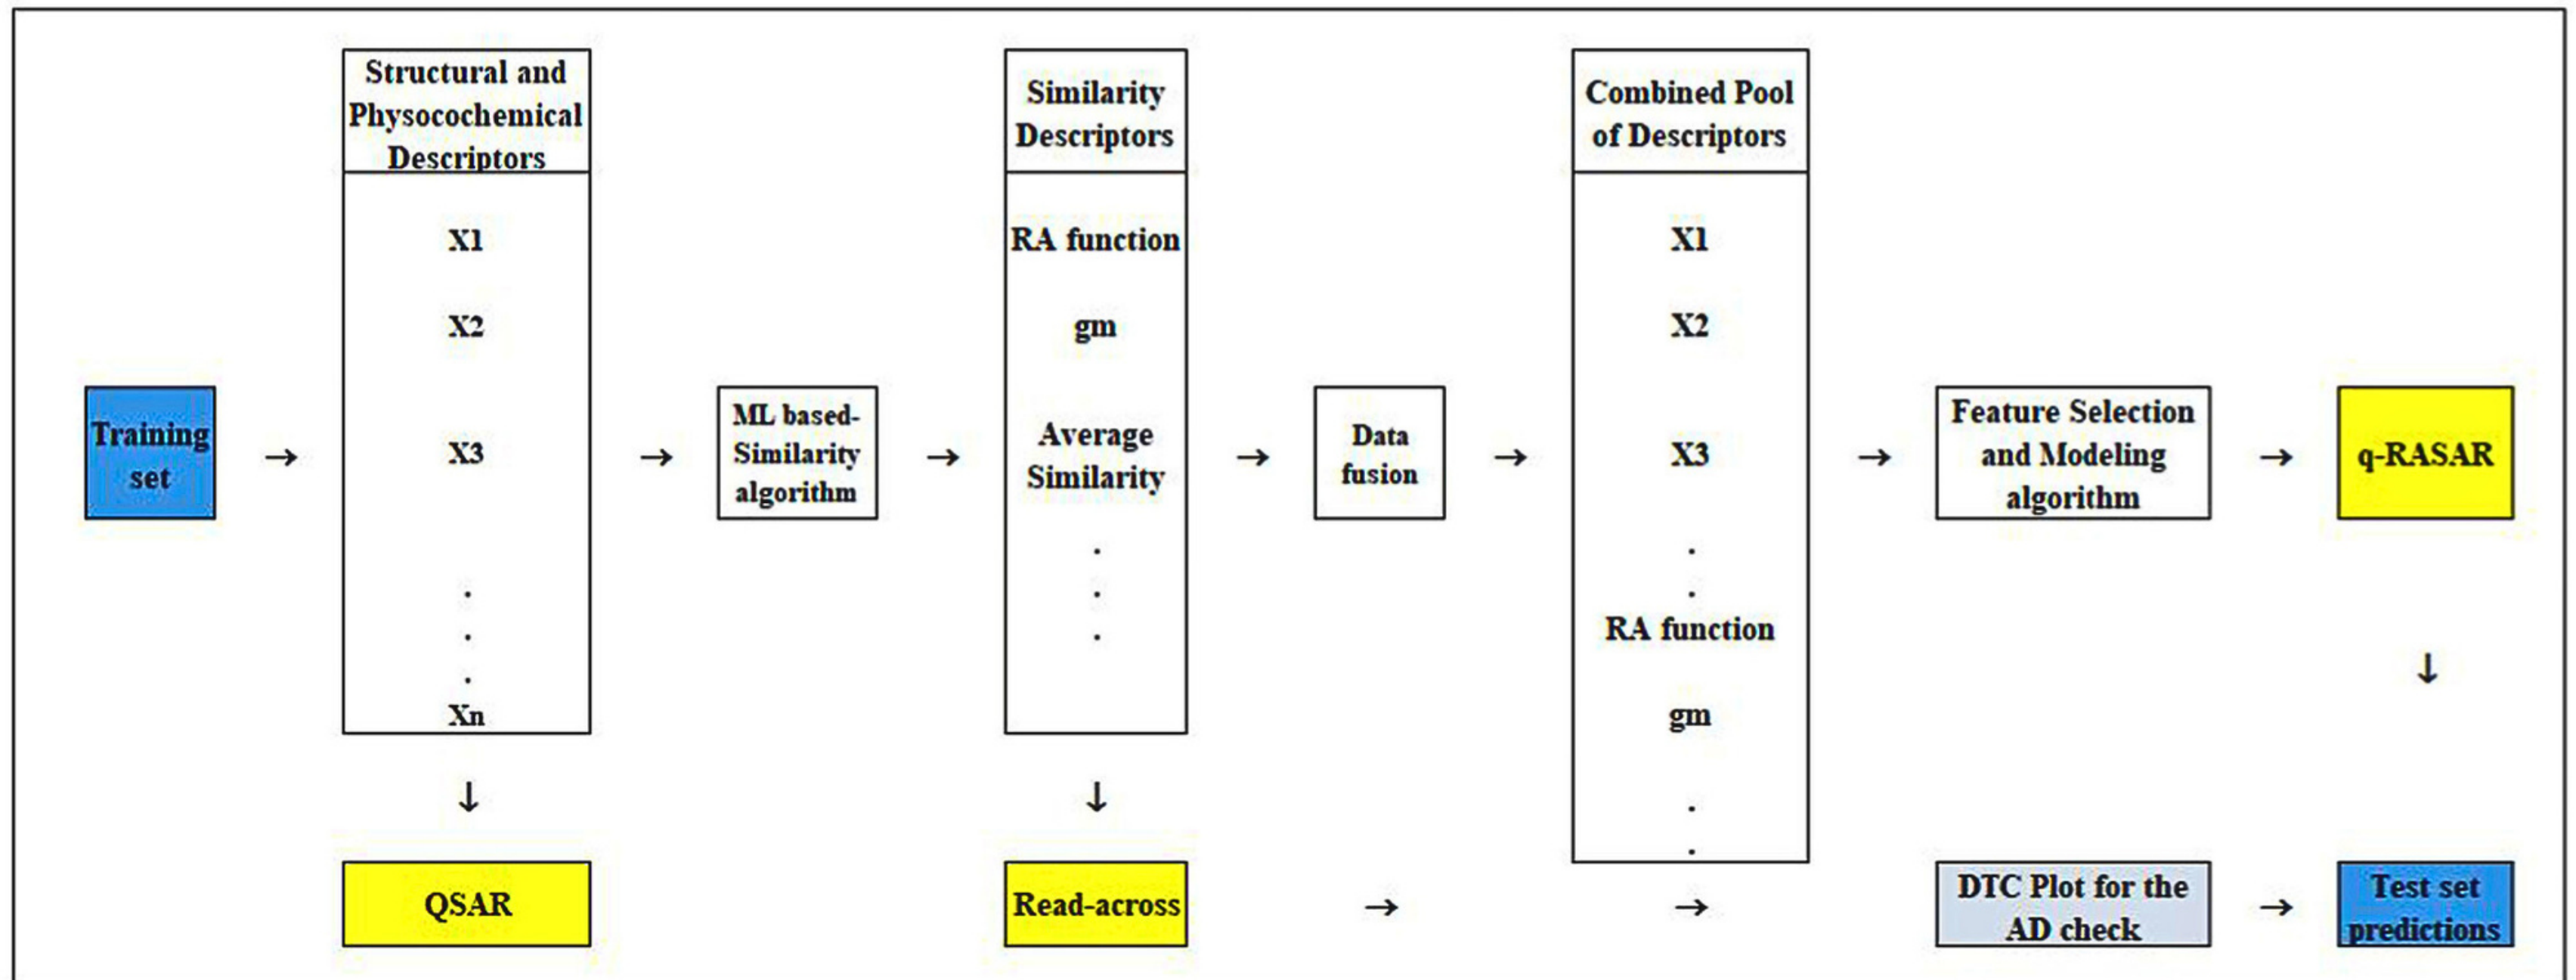 Training
set
→
Structural and
Physocochemical
Descriptors
X1
X2
X3
.
.
.
Xn
↓
QSAR
→
ML based-
Similarity
algorithm
→
Similarity
Descriptors
RA function
gm
Average
Similarity
.
.
.
↓
Read-across
→
Data
fusion
→
Combined Pool
of Descriptors
X1
X2
X3
.
.
RA function
gm
.
.
→
Feature Selection
and Modeling
algorithm
→
q-RASAR
↓
→
→
DTC Plot for the
AD check
→
Test set
predictions